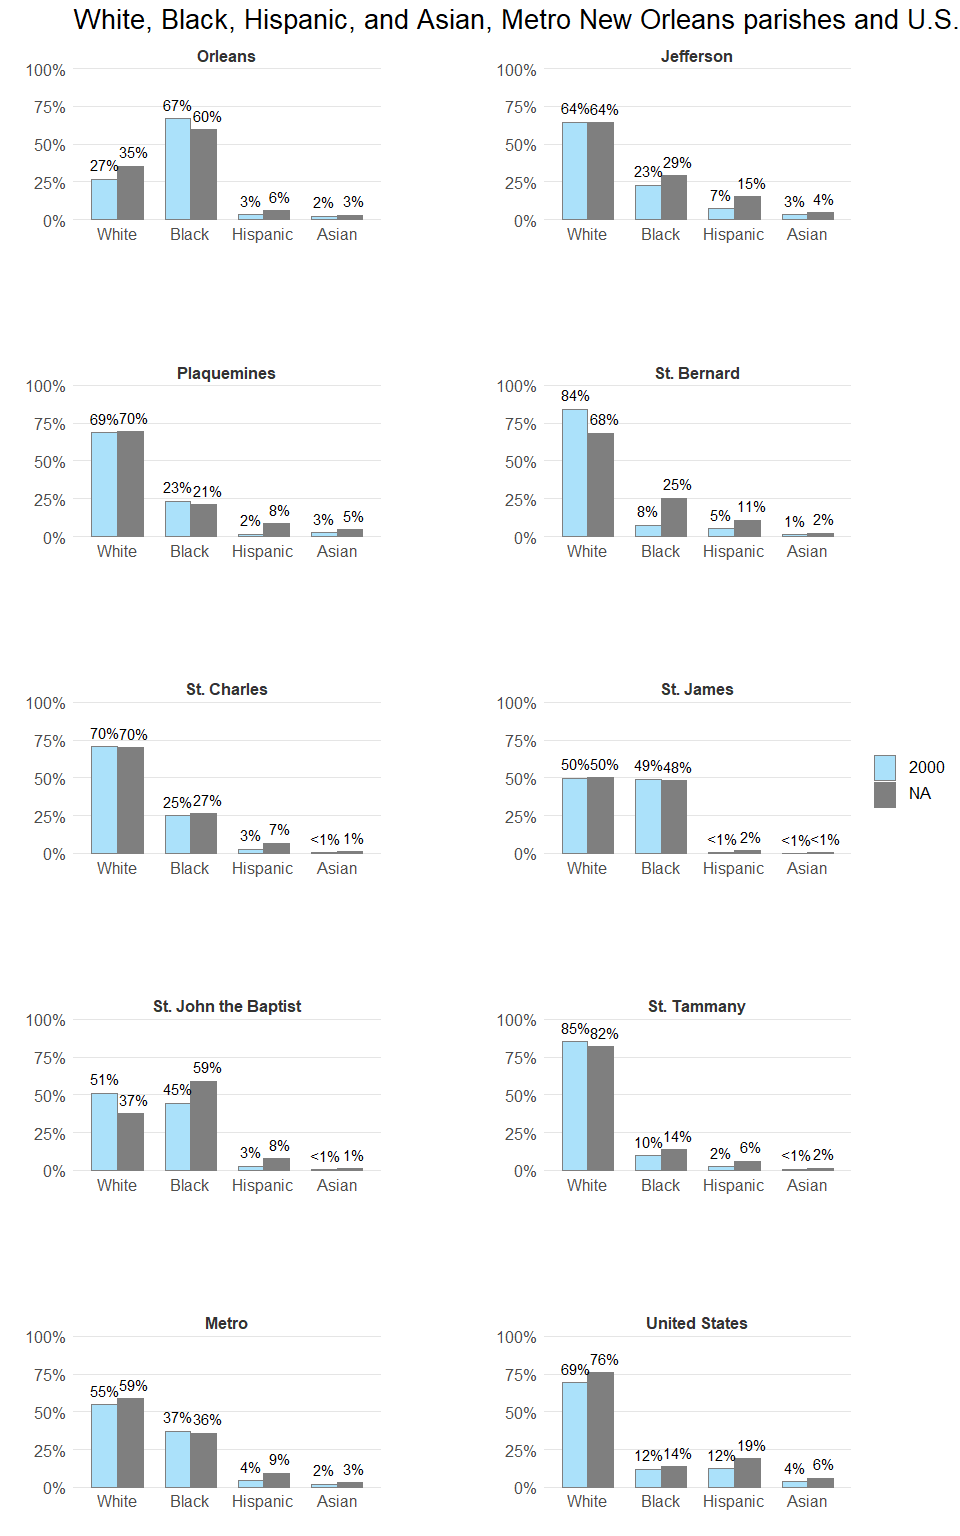 White, Black, Hispanic, and Asian, Metro New Orleans parishes and U.S.
Orleans
100%
75%
50%
25%
0%
27% 35% 67% 60% 3% 6% 2% 3%
White Black Hispanic Asian
Jefferson
100%
75%
50%
25%
0%
64% 64% 23% 29% 7% 15% 3% 4%
White Black Hispanic Asian
Plaquemines
100%
75%
50%
25%
0%
69% 70% 23% 21% 2% 8% 3% 5%
White Black Hispanic Asian
St. Bernard
100%
75%
50%
25%
0%
84% 68% 8% 25% 5% 11% 1% 2%
White Black Hispanic Asian
St. Charles
100%
75%
50%
25%
0%
70% 70% 25% 27% 3% 7% <1% 1%
White Black Hispanic Asian
St. James
100%
75%
50%
25%
0%
50% 50% 49% 48% <1% 2% <1% <1%
White Black Hispanic Asian
2000
NA
St. John the Baptist
100%
75%
50%
25%
0%
51% 37% 45% 59% 3% 8% <1% 1%
White Black Hispanic Asian
St. Tammany
100%
75%
50%
25%
0%
85% 82% 10% 14% 2% 6% <1% 2%
White Black Hispanic Asian
Metro
100%
75%
50%
25%
0%
55% 59% 37% 36% 4% 9% 2% 3%
White Black Hispanic Asian
United States
100%
75%
50%
25%
0%
69% 76% 12% 14% 12% 19% 4% 6%
White Black Hispanic Asian